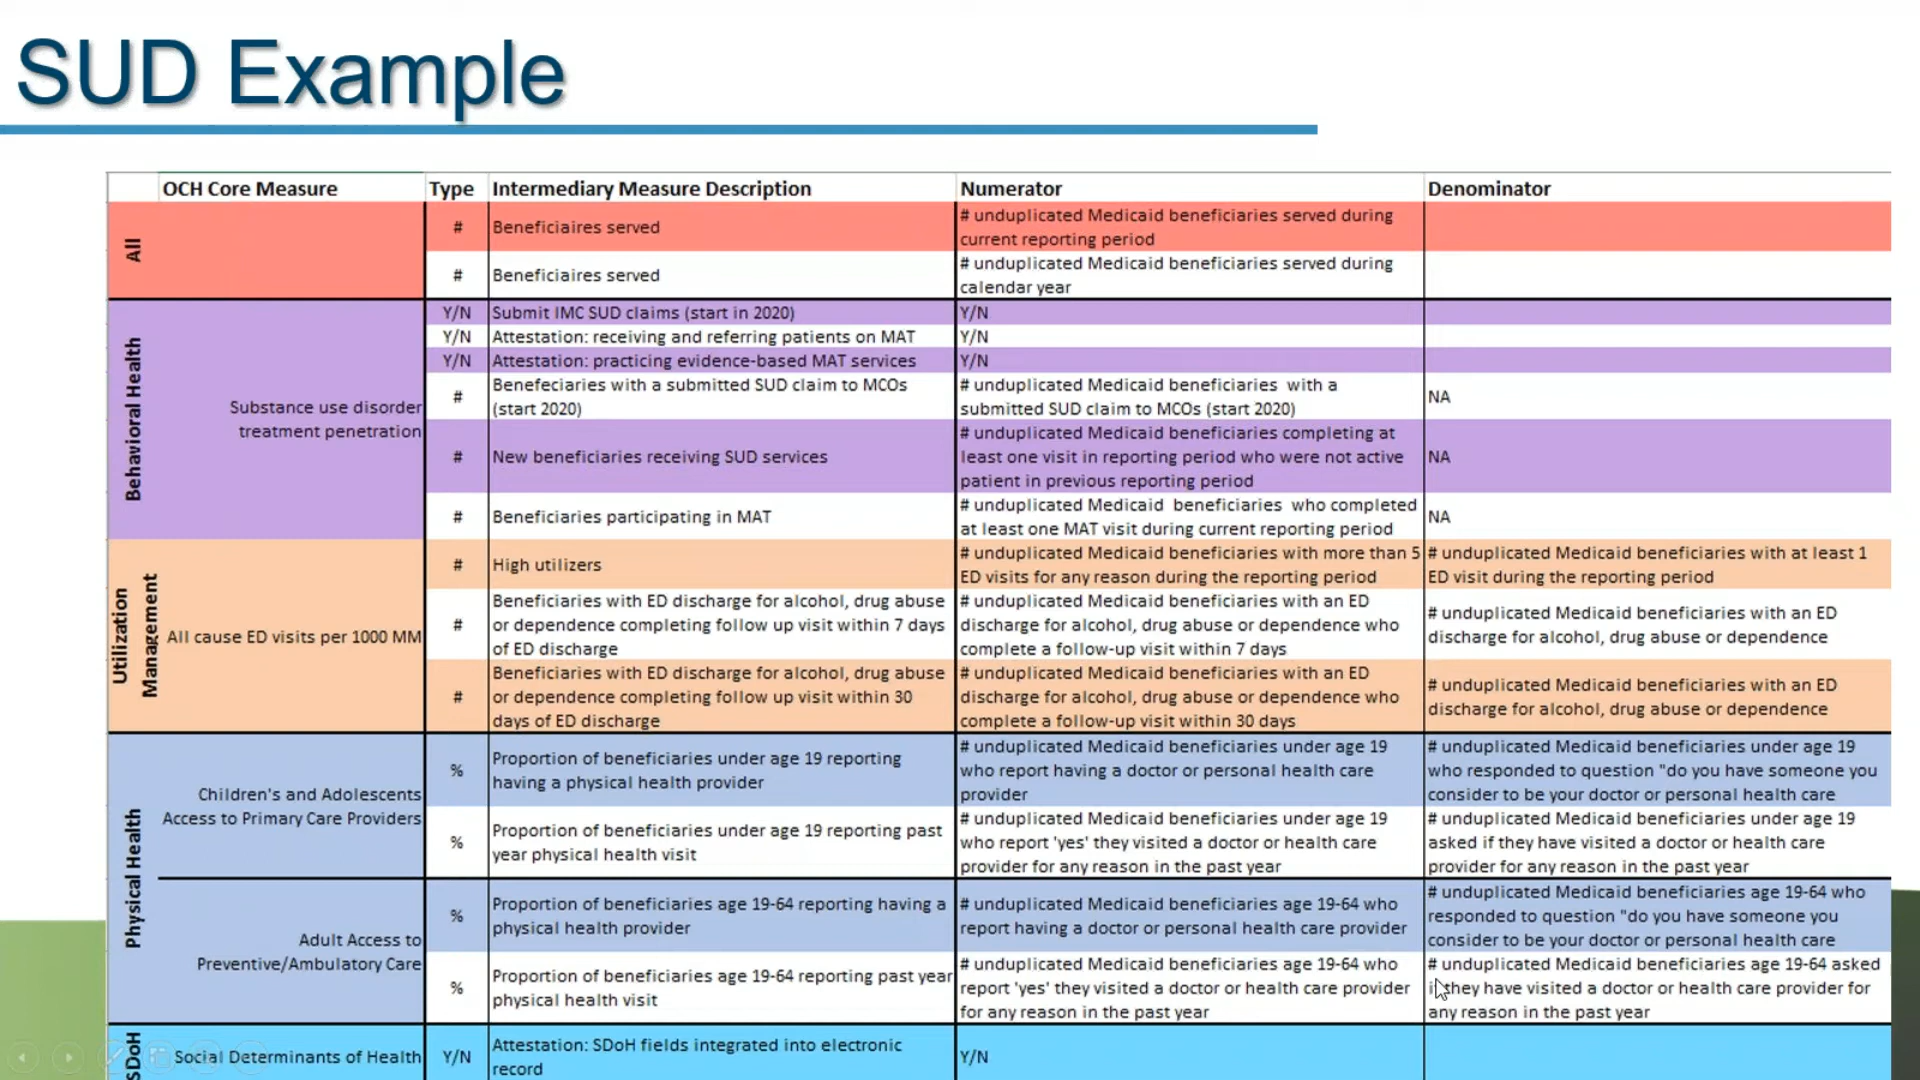 SUD Example
OCH Core Measure Type Intermediary Measure Description Numerator Denominator
All
# Beneficiaires served
# unduplicated Medicaid beneficiaries served during
current reporting period
# Beneficiaires served
# unduplicated Medicaid beneficiaries served during
calendar year
Behavioral Health
Substance use disorder
treatment penetration
Y/N Submit IMC SUD claims (start in 2020) Y/N
Y/N Attestation: receiving and referring patients on MAT Y/N
Y/N Attestation: practicing evidence-based MAT services Y/N
#
Benefeciaries with a submitted SUD claim to MCOs
(start 2020)
# unduplicated Medicaid beneficiaries with a
submitted SUD claim to MCOs (start 2020)
NA
# New beneficiaries receiving SUD services
# unduplicated Medicaid beneficiaries completing at
least one visit in reporting period who were not active
patient in previous reporting period
NA
# Beneficiaries participating in MAT
# unduplicated Medicaid beneficiaries who completed
at least one MAT visit during current reporting period
NA
Utilization
Management
All cause ED visits per 1000 MM
# High utilizers
# unduplicated Medicaid beneficiaries with more than 5
ED visits for any reason during the reporting period
# unduplicated Medicaid beneficiaries with at least 1
ED visit during the reporting period
#
Beneficiaries with ED discharge for alcohol, drug abuse
or dependence completing follow up visit within 7 days
of ED discharge
# unduplicated Medicaid beneficiaries with an ED
discharge for alcohol, drug abuse or dependence who
complete a follow-up visit within 7 days
# unduplicated Medicaid beneficiaries with an ED
discharge for alcohol, drug abuse or dependence
#
Beneficiaries with ED discharge for alcohol, drug abuse
or dependence completing follow up visit within 30
days of ED discharge
# unduplicated Medicaid beneficiaries with an ED
discharge for alcohol, drug abuse or dependence who
complete a follow-up visit within 30 days
# unduplicated Medicaid beneficiaries with an ED
discharge for alcohol, drug abuse or dependence
Physical Health
Children's and Adolescents
Access to Primary Care Providers
%
Proportion of beneficiaries under age 19 reporting
having a physical health provider
# unduplicated Medicaid beneficiaries under age 19
who report having a doctor or personal health care
provider
# unduplicated Medicaid beneficiaries under age 19
who responded to question "do you have someone you
consider to be your doctor or personal health care
%
Proportion of beneficiaries under age 19 reporting past
year physical health visit
# unduplicated Medicaid beneficiaries under age 19
who report 'yes' they visited a doctor or health care
provider for any reason in the past year
# unduplicated Medicaid beneficiaries under age 19
asked if they have visited a doctor or health care
provider for any reason in the past year
Adult Access to
Preventive/Ambulatory Care
%
Proportion of beneficiaries age 19-64 reporting having a
physical health provider
# unduplicated Medicaid beneficiaries age 19-64 who
report having a doctor or personal health care provider
# unduplicated Medicaid beneficiaries age 19-64 who
responded to question "do you have someone you
consider to be your doctor or personal health care
%
Proportion of beneficiaries age 19-64 reporting past year
physical health visit
# unduplicated Medicaid beneficiaries age 19-64 who
report 'yes' they visited a doctor or health care provider
for any reason in the past year
# unduplicated Medicaid beneficiaries age 19-64 asked
if they have visited a doctor or health care provider for
any reason in the past year
SDoH
Social Determinants of Health
Y/N
Attestation: SDoH fields integrated into electronic
record
Y/N